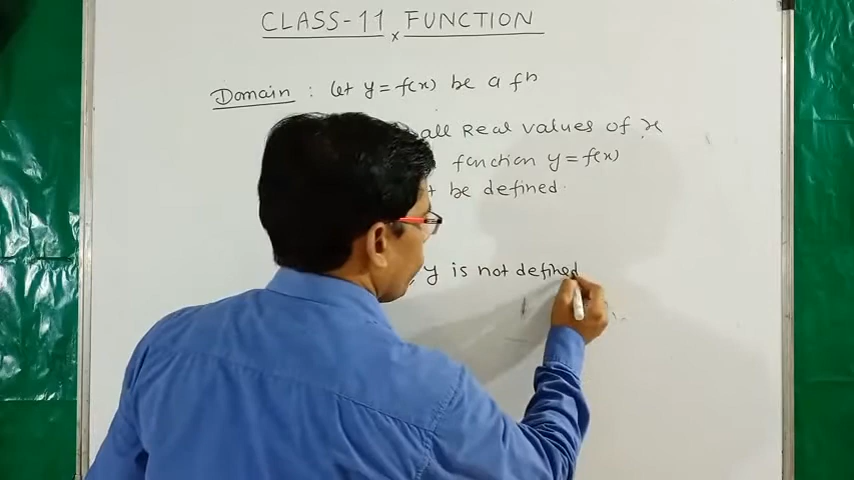 CLASS-11 × FUNCTION
Domain : let y = f(x) be a fⁿ
all Real values of x
function y = f(x)
be defined.
y is not defined